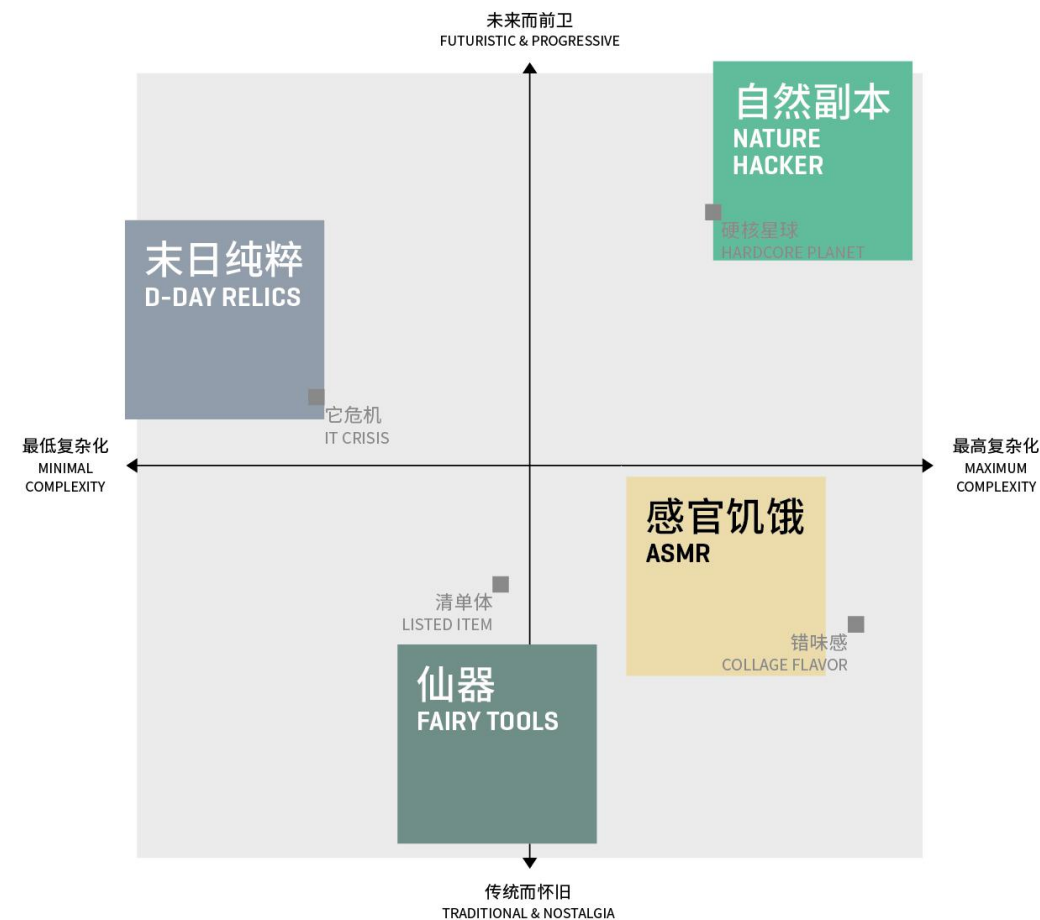 未来而前卫
FUTURISTIC & PROGRESSIVE
自然副本
NATURE
HACKER
硬核星球
HARDCORE PLANET
末日纯粹
D-DAY RELICS
它危机
IT CRISIS
最低复杂化
MINIMAL
COMPLEXITY
最高复杂化
MAXIMUM
COMPLEXITY
感官饥饿
ASMR
清单体
LISTED ITEM
错味感
COLLAGE FLAVOR
仙器
FAIRY TOOLS
传统而怀旧
TRADITIONAL & NOSTALGIA